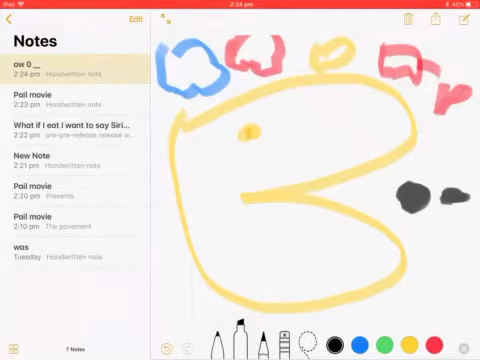 iPad
2:24 pm
45%
Edit
Notes
ow 0 __
2:24 pm Handwritten note
Pail movie
2:23 pm Handwritten note
What if I eat I want to say Siri...
2:22 pm pre-pre-release release w...
New Note
2:21 pm Handwritten note
Pail movie
2:20 pm Presents
Pail movie
2:10 pm The pavement
was
Tuesday Handwritten note
7 Notes